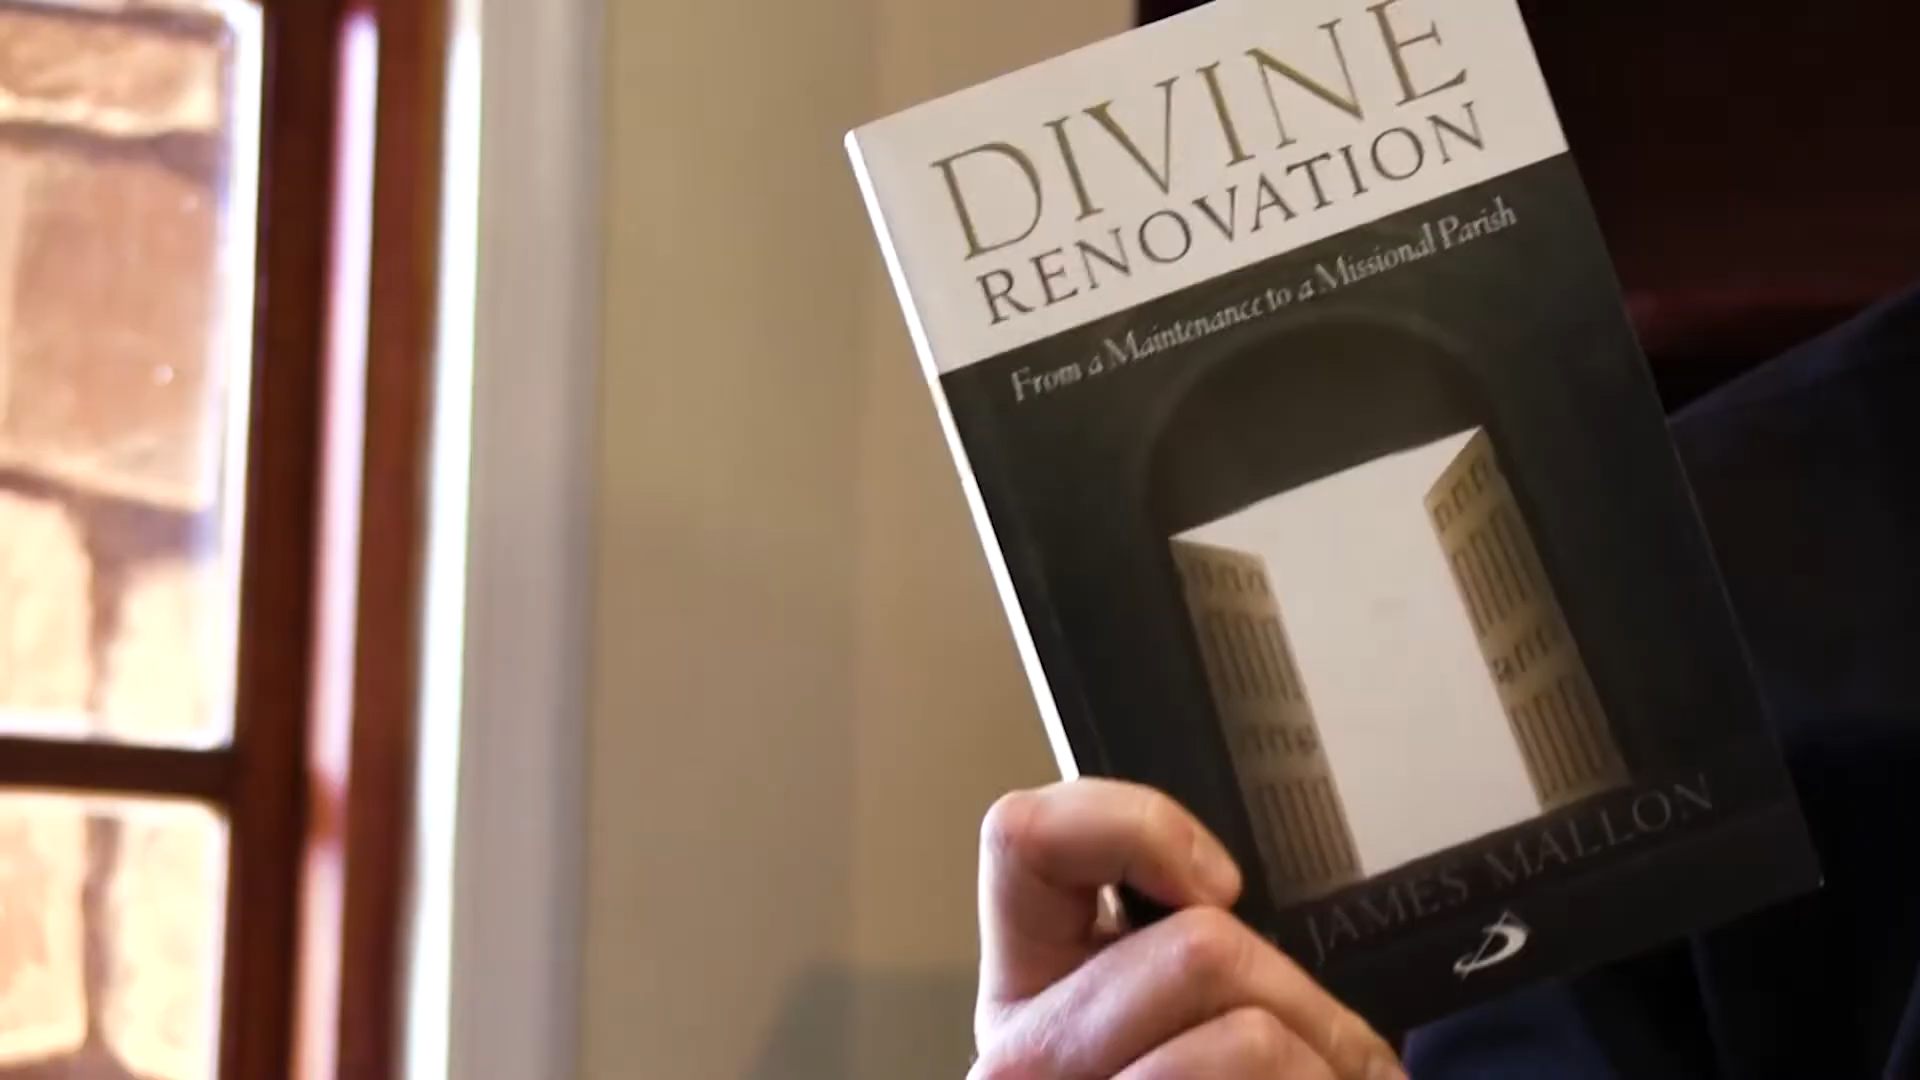 DIVINE
RENOVATION
From a Maintenance to a Missional Parish
JAMES MALLON